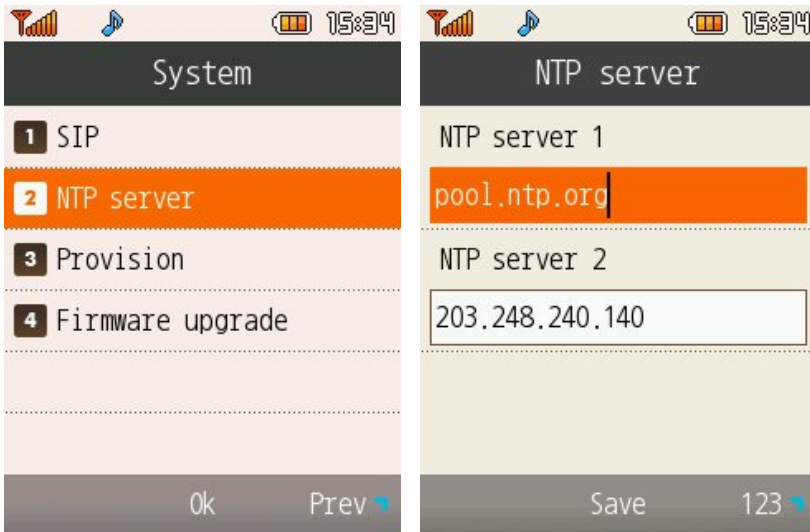 15:34
System
1 SIP
2 NTP server
3 Provision
4 Firmware upgrade
Ok Prev
15:34
NTP server
NTP server 1
pool.ntp.org
NTP server 2
203.248.240.140
Save 123